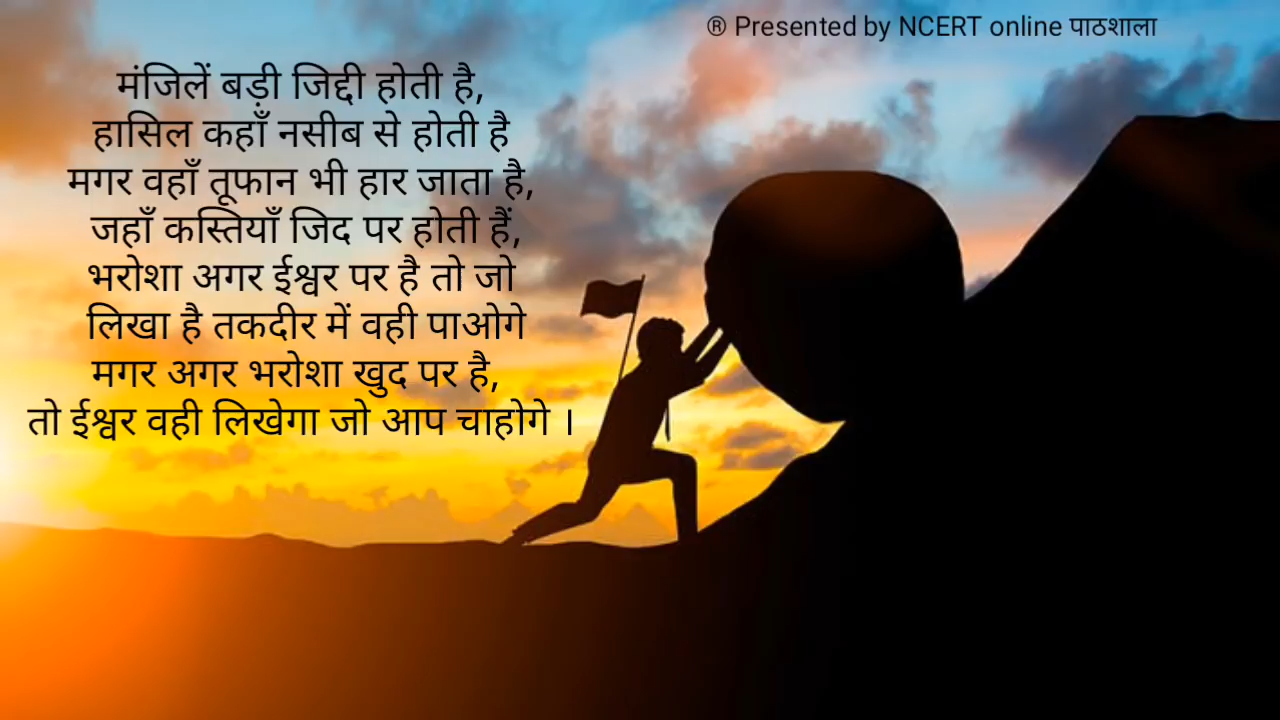 ® Presented by NCERT online पाठशाला
मंजिलें बड़ी जिद्दी होती है,
हासिल कहाँ नसीब से होती है
मगर वहाँ तूफान भी हार जाता है,
जहाँ कस्तियाँ जिद पर होती हैं,
भरोशा अगर ईश्वर पर है तो जो
लिखा है तकदीर में वही पाओगे
मगर अगर भरोशा खुद पर है,
तो ईश्वर वही लिखेगा जो आप चाहोगे ।